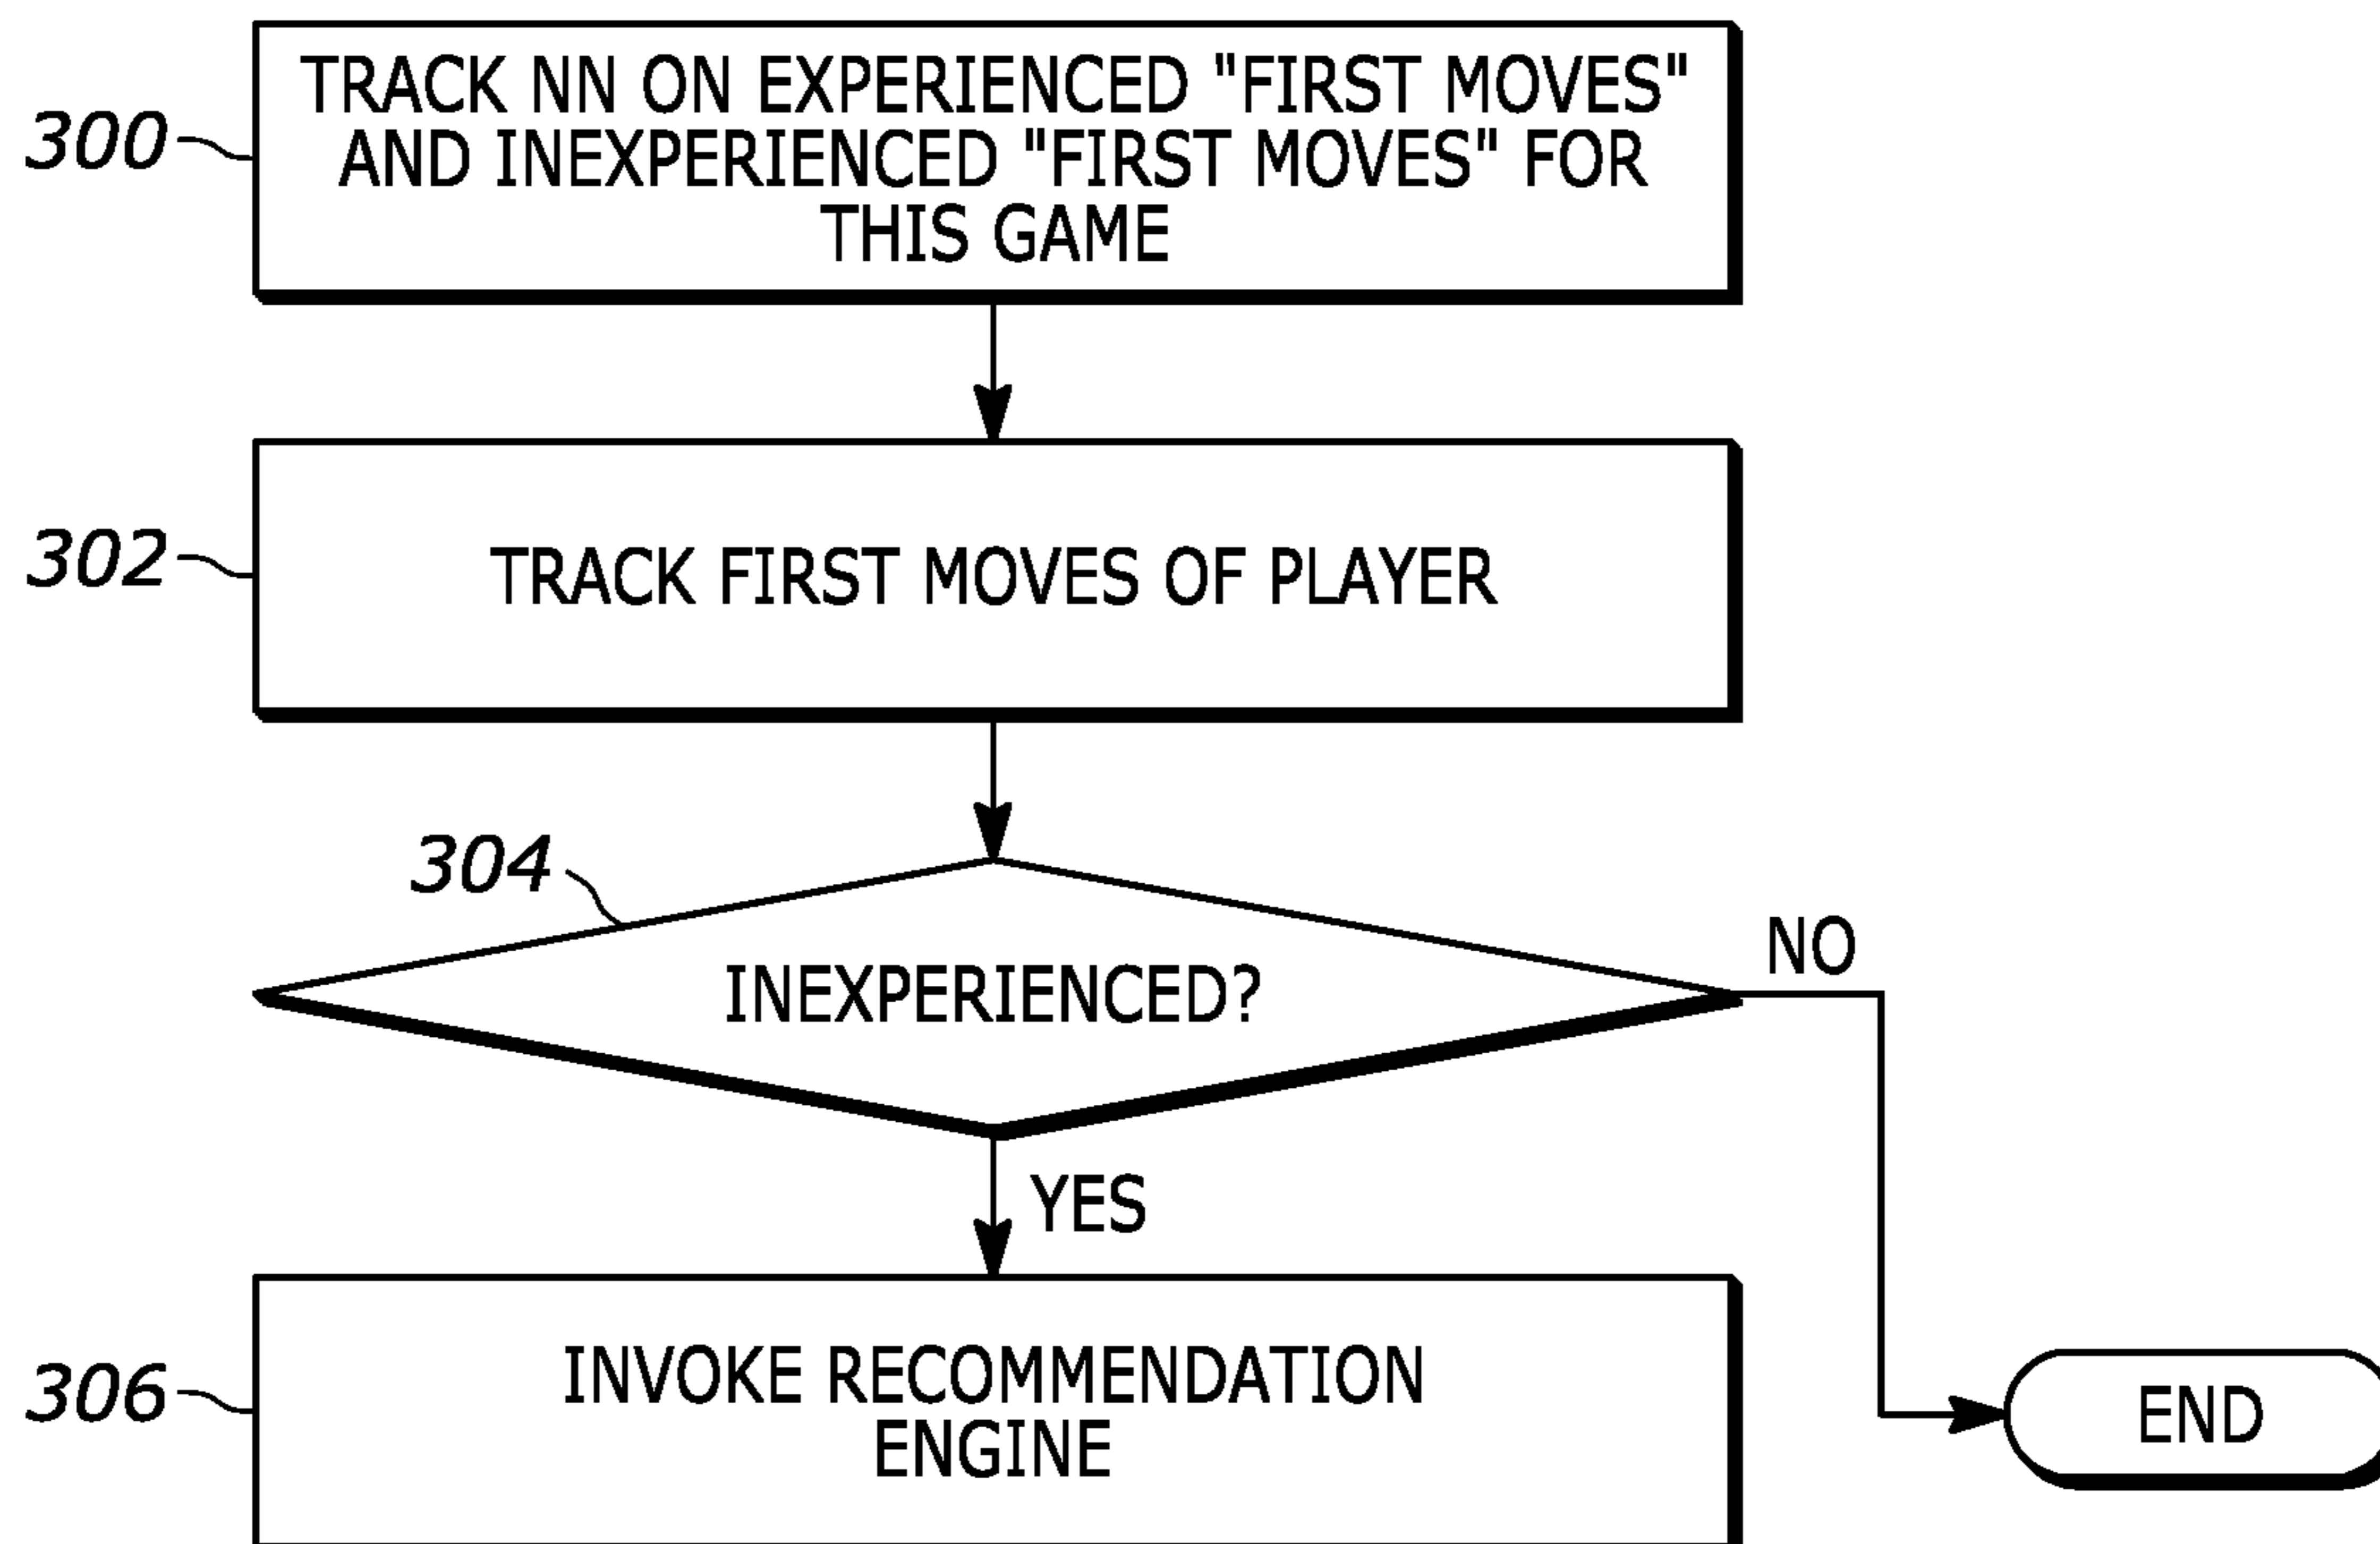 300
TRACK NN ON EXPERIENCED "FIRST MOVES"
AND INEXPERIENCED "FIRST MOVES" FOR
THIS GAME
302
TRACK FIRST MOVES OF PLAYER
304
INEXPERIENCED?
NO
YES
306
INVOKE RECOMMENDATION
ENGINE
END